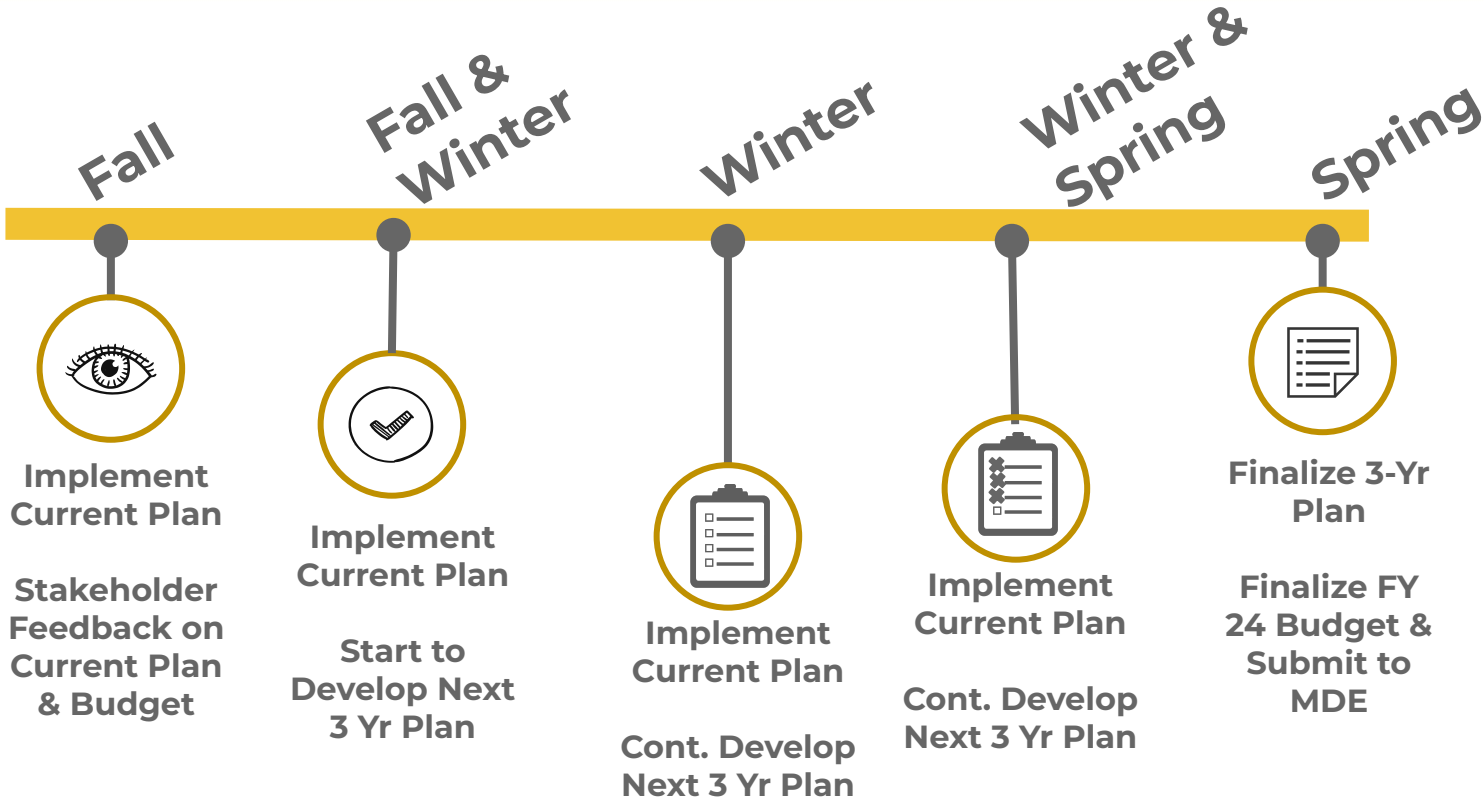 Fall
Fall &
Winter
Winter
Winter &
Spring
Spring
Implement
Current Plan
Stakeholder
Feedback on
Current Plan
& Budget
Implement
Current Plan
Start to
Develop Next
3 Yr Plan
Implement
Current Plan
Cont. Develop
Next 3 Yr Plan
Implement
Current Plan
Cont. Develop
Next 3 Yr Plan
Finalize 3-Yr
Plan
Finalize FY
24 Budget &
Submit to
MDE